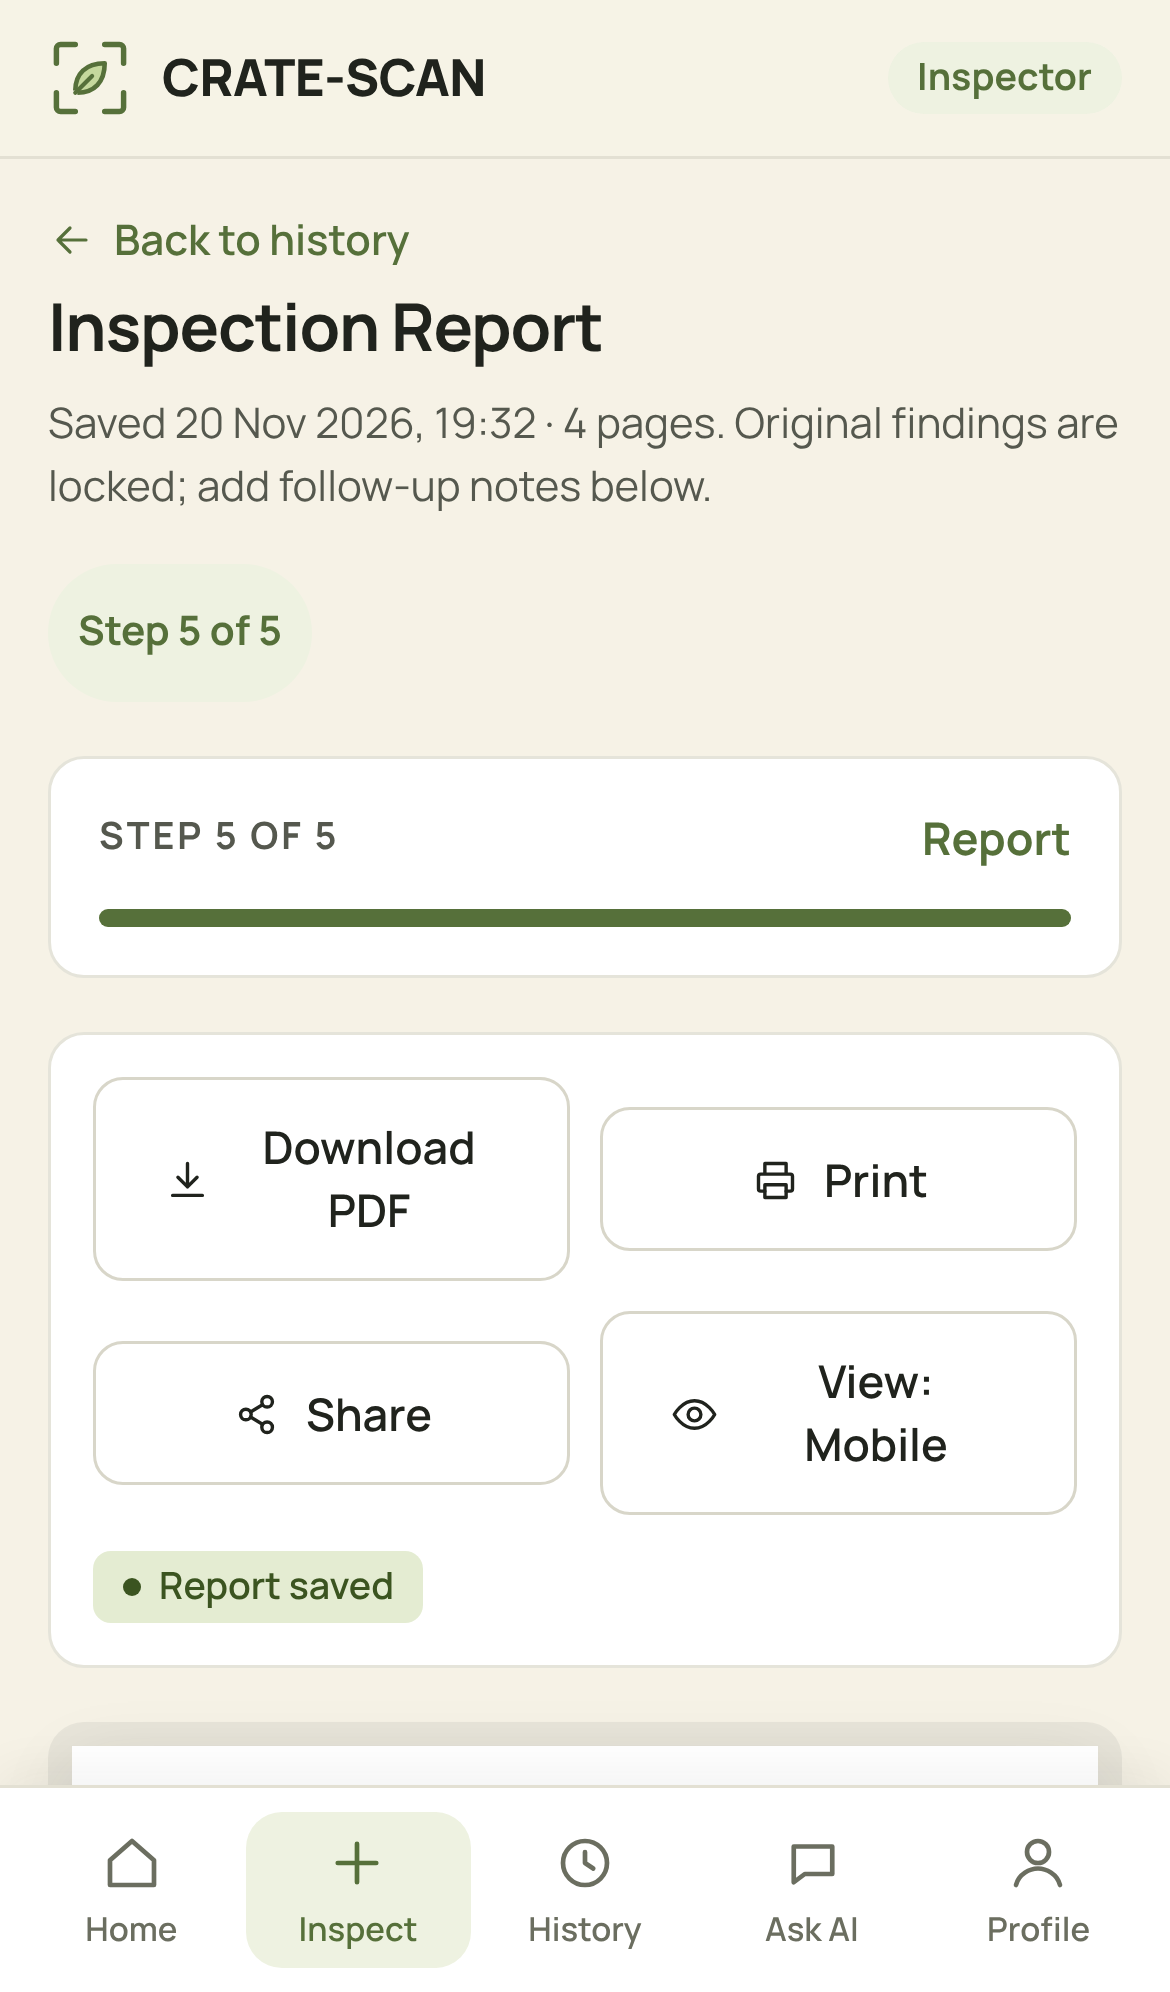 CRATE-SCAN
Inspector
Back to history
Inspection Report
Saved 20 Nov 2026, 19:32 · 4 pages. Original findings are
locked; add follow-up notes below.
Step 5 of 5
STEP 5 OF 5
Report
Download
PDF
Print
Share
View:
Mobile
Report saved
Home
Inspect
History
Ask AI
Profile